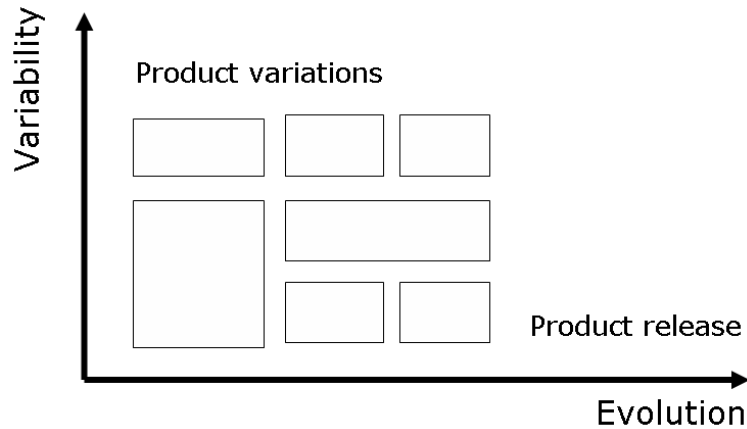 Variability
Product variations
Product release
Evolution